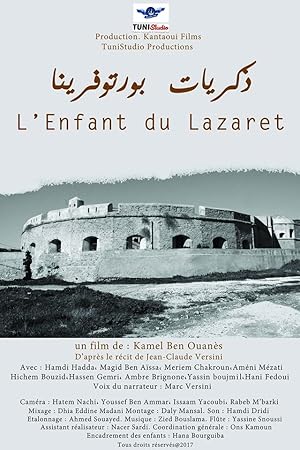 TUNIStudio
Production. Kantaoui Films
TuniStudio Productions
ذكريات بورتوفرينا
L'Enfant du Lazaret
un film de : Kamel Ben Ouanès
D'après le récit de Jean-Claude Versini
Avec : Hamdi Hadda, Magid Ben Aïssa, Meriem Chakroun, Améni Mézati
Hichem Bouzid, Hassen Gemri, Ambre Brignone, Yassin boujmil, Hani Fedoui
Voix du narrateur : Marc Versini
Caméra : Hatem Nachi, Youssef Ben Ammar, Issaam Yacoubi, Rabeb M'barki
Mixage : Dhia Eddine Madani Montage : Daly Mansal. Son : Hamdi Dridi
Etalonnage : Ahmed Souayed. Musique : Zied Bouslama. Flûte : Yassine Snoussi
Assistant réalisateur : Nacer Sardi. Coordination générale : Ons Kamoun
Encadrement des enfants : Hana Bourguiba
Tous droits réservés@2017